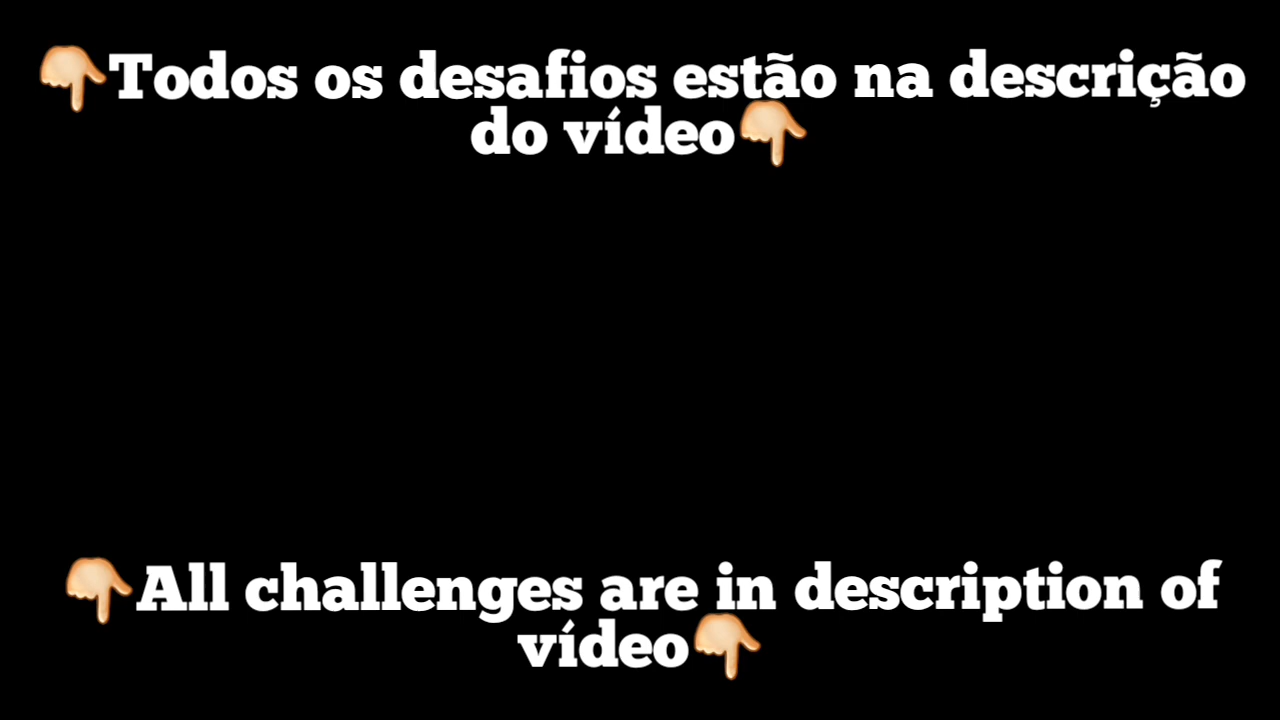 👇🏻Todos os desafios estão na descrição
do vídeo👇🏻
👇🏻All challenges are in description of
vídeo👇🏻